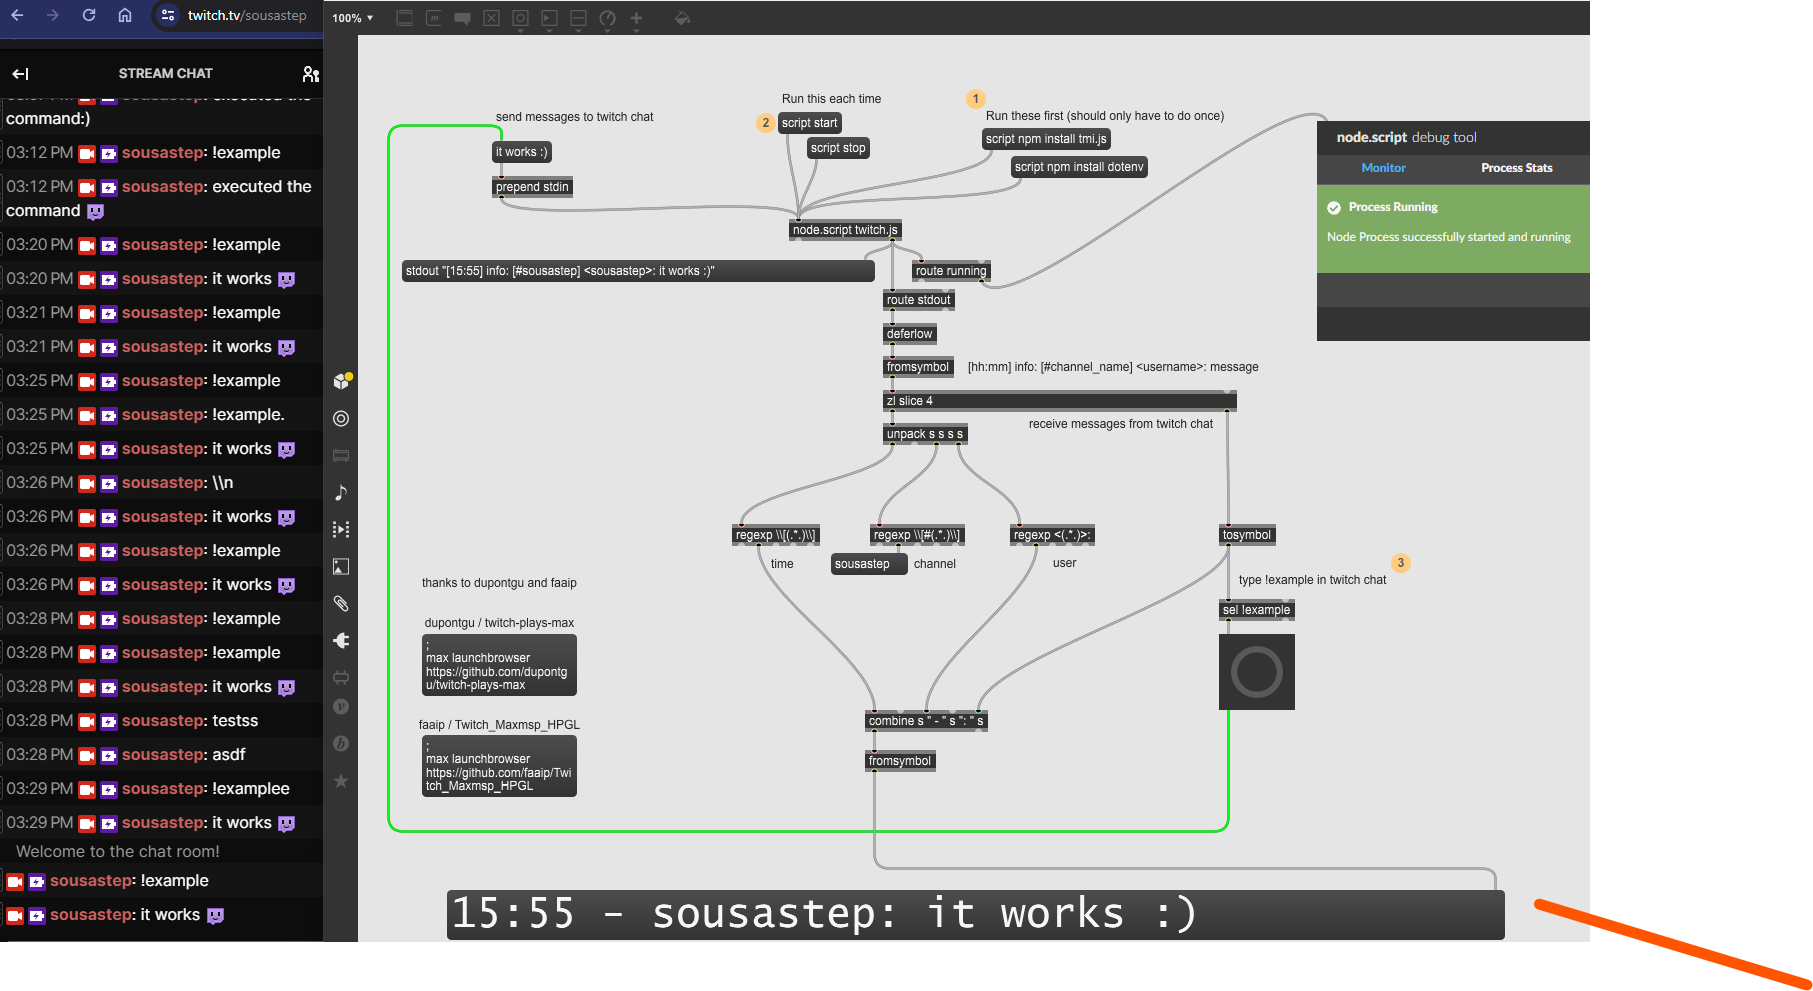 twitch.tv/sousastep
STREAM CHAT
command:)
03:12 PM sousastep: !example
03:12 PM sousastep: executed the
command
03:20 PM sousastep: !example
03:20 PM sousastep: it works
03:21 PM sousastep: !example
03:21 PM sousastep: it works
03:25 PM sousastep: !example
03:25 PM sousastep: !example.
03:25 PM sousastep: it works
03:26 PM sousastep: \\n
03:26 PM sousastep: it works
03:26 PM sousastep: !example
03:26 PM sousastep: it works
03:28 PM sousastep: !example
03:28 PM sousastep: !example
03:28 PM sousastep: it works
03:28 PM sousastep: testss
03:28 PM sousastep: asdf
03:29 PM sousastep: !examplee
03:29 PM sousastep: it works
Welcome to the chat room!
sousastep: !example
sousastep: it works
100%
send messages to twitch chat
it works :)
prepend stdin
Run this each time
2
script start
script stop
1
Run these first (should only have to do once)
script npm install tmi.js
script npm install dotenv
node.script twitch.js
stdout "[15:55] info: [#sousastep] <sousastep>: it works :)"
route running
route stdout
deferlow
fromsymbol
[hh:mm] info: [#channel_name] <username>: message
zl slice 4
receive messages from twitch chat
unpack s s s s
regexp \\[(.*.)\\]
regexp \\[#(.*.)\\]
regexp <(.*.)>:
tosymbol
time
sousastep
channel
user
3
type !example in twitch chat
sel !example
thanks to dupontgu and faaip
dupontgu / twitch-plays-max
;
max launchbrowser
https://github.com/dupontg
u/twitch-plays-max
faaip / Twitch_Maxmsp_HPGL
;
max launchbrowser
https://github.com/faaip/Twi
tch_Maxmsp_HPGL
combine s " - " s ": " s
fromsymbol
15:55 - sousastep: it works :)
node.script debug tool
Monitor
Process Stats
Process Running
Node Process successfully started and running